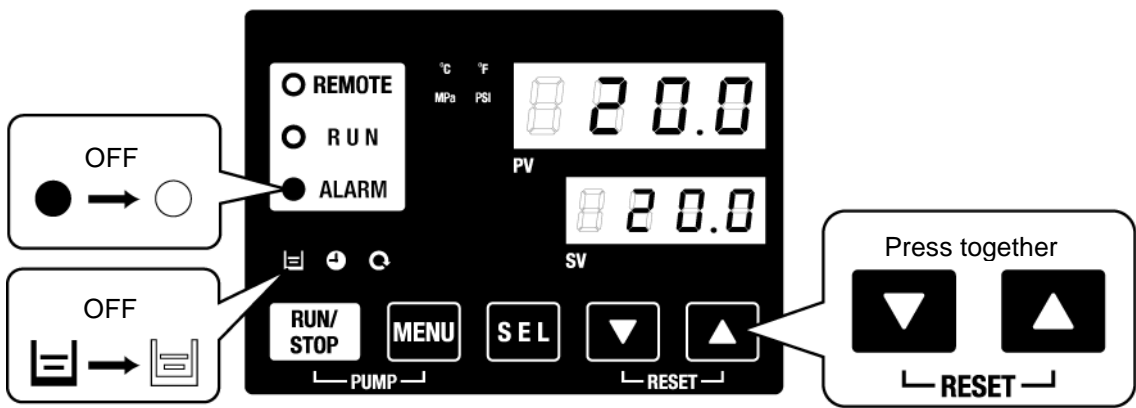 OFF
OFF
REMOTE
RUN
ALARM
°C °F
MPa PSI
20.0
PV
20.0
SV
RUN/
STOP
MENU
SEL
PUMP
RESET
Press together
RESET